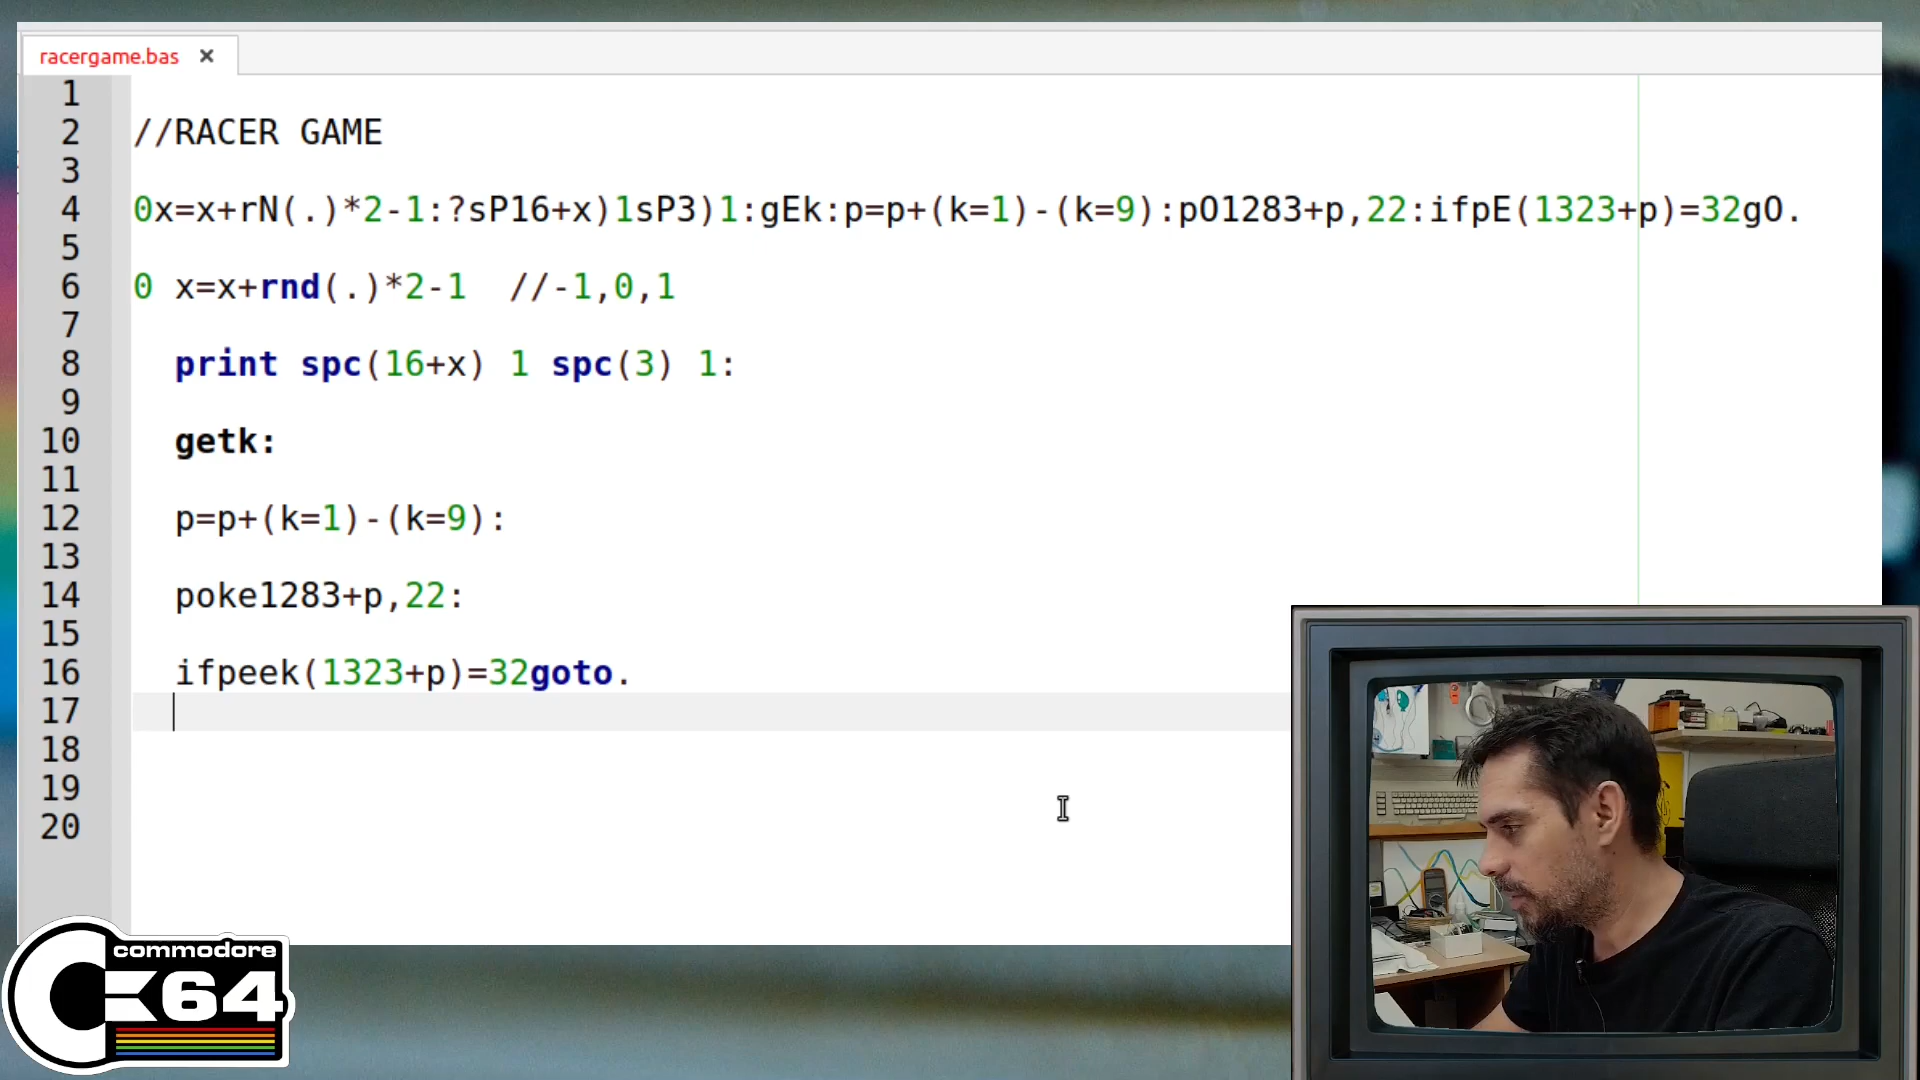 racergame.bas
1
2 //RACER GAME
3
4 0x=x+rN(.)*2-1:?sP16+x)1sP3)1:gEk:p=p+(k=1)-(k=9):pO1283+p,22:ifpE(1323+p)=32gO.
5
6 0 x=x+rnd(.)*2-1 //-1,0,1
7
8 print spc(16+x) 1 spc(3) 1:
9
10 getk:
11
12 p=p+(k=1)-(k=9):
13
14 poke1283+p,22:
15
16 ifpeek(1323+p)=32goto.
17
18
19
20
commodore
64